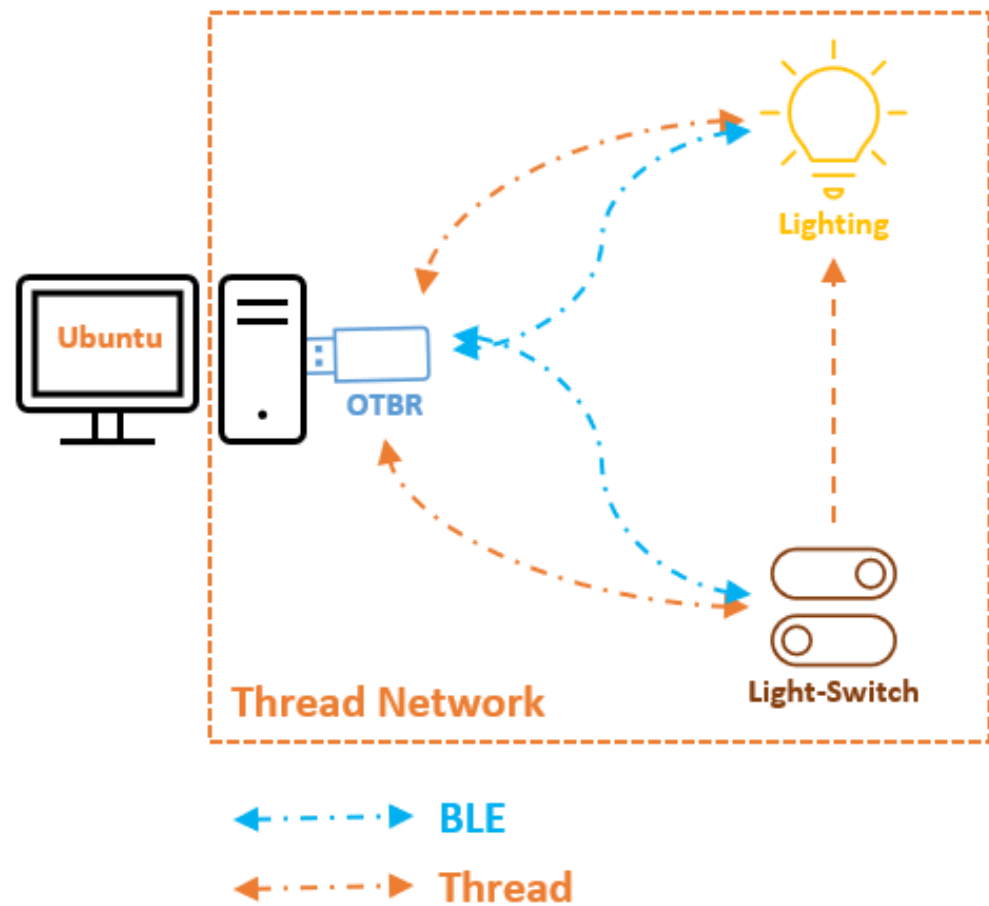 Lighting
Ubuntu
OTBR
Light-Switch
Thread Network
BLE
Thread